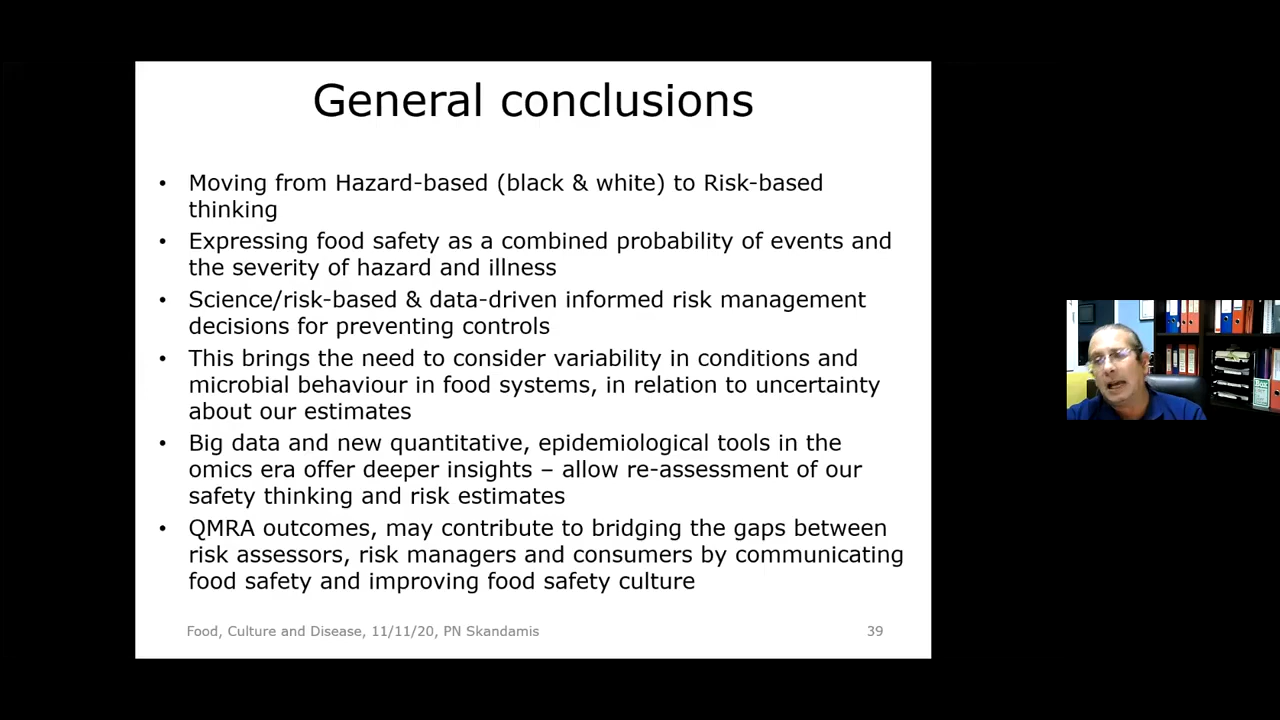 General conclusions
• Moving from Hazard-based (black & white) to Risk-based
thinking
• Expressing food safety as a combined probability of events and
the severity of hazard and illness
• Science/risk-based & data-driven informed risk management
decisions for preventing controls
• This brings the need to consider variability in conditions and
microbial behaviour in food systems, in relation to uncertainty
about our estimates
• Big data and new quantitative, epidemiological tools in the
omics era offer deeper insights – allow re-assessment of our
safety thinking and risk estimates
• QMRA outcomes, may contribute to bridging the gaps between
risk assessors, risk managers and consumers by communicating
food safety and improving food safety culture
Food, Culture and Disease, 11/11/20, PN Skandamis
39
Box